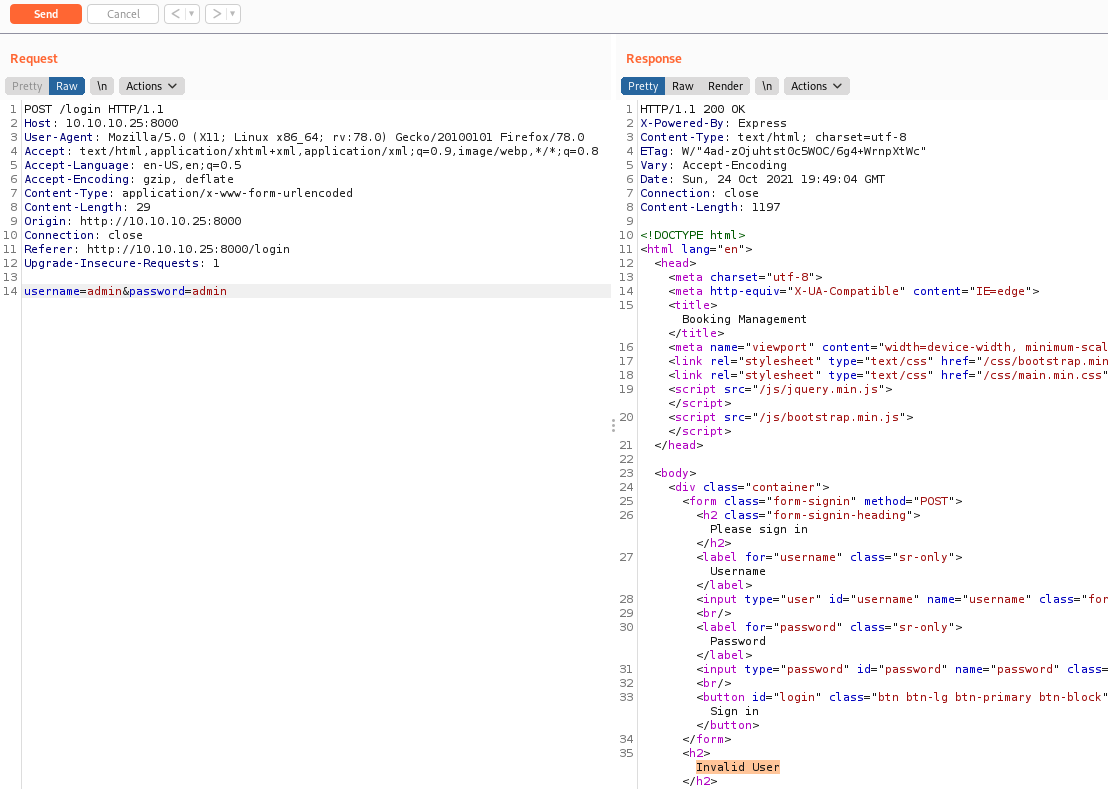 Send Cancel < ▼ > ▼
Request
Pretty Raw \n Actions
1 POST /login HTTP/1.1
2 Host: 10.10.10.25:8000
3 User-Agent: Mozilla/5.0 (X11; Linux x86_64; rv:78.0) Gecko/20100101 Firefox/78.0
4 Accept: text/html,application/xhtml+xml,application/xml;q=0.9,image/webp,*/*;q=0.8
5 Accept-Language: en-US,en;q=0.5
6 Accept-Encoding: gzip, deflate
7 Content-Type: application/x-www-form-urlencoded
8 Content-Length: 29
9 Origin: http://10.10.10.25:8000
10 Connection: close
11 Referer: http://10.10.10.25:8000/login
12 Upgrade-Insecure-Requests: 1
13
14 username=admin&password=admin
Response
Pretty Raw Render \n Actions
1 HTTP/1.1 200 OK
2 X-Powered-By: Express
3 Content-Type: text/html; charset=utf-8
4 ETag: W/"4ad-zOjuhtst0c5WOC/6g4+WrnpXtWc"
5 Vary: Accept-Encoding
6 Date: Sun, 24 Oct 2021 19:49:04 GMT
7 Connection: close
8 Content-Length: 1197
9
10 <!DOCTYPE html>
11 <html lang="en">
12 <head>
13 <meta charset="utf-8">
14 <meta http-equiv="X-UA-Compatible" content="IE=edge">
15 <title>
Booking Management
</title>
16 <meta name="viewport" content="width=device-width, minimum-scal
17 <link rel="stylesheet" type="text/css" href="/css/bootstrap.min
18 <link rel="stylesheet" type="text/css" href="/css/main.min.css"
19 <script src="/js/jquery.min.js">
</script>
20 <script src="/js/bootstrap.min.js">
</script>
21 </head>
22
23 <body>
24 <div class="container">
25 <form class="form-signin" method="POST">
26 <h2 class="form-signin-heading">
Please sign in
</h2>
27 <label for="username" class="sr-only">
Username
</label>
28 <input type="user" id="username" name="username" class="for
29 <br/>
30 <label for="password" class="sr-only">
Password
</label>
31 <input type="password" id="password" name="password" class=
32 <br/>
33 <button id="login" class="btn btn-lg btn-primary btn-block"
Sign in
</button>
34 </form>
35 <h2>
Invalid User
</h2>